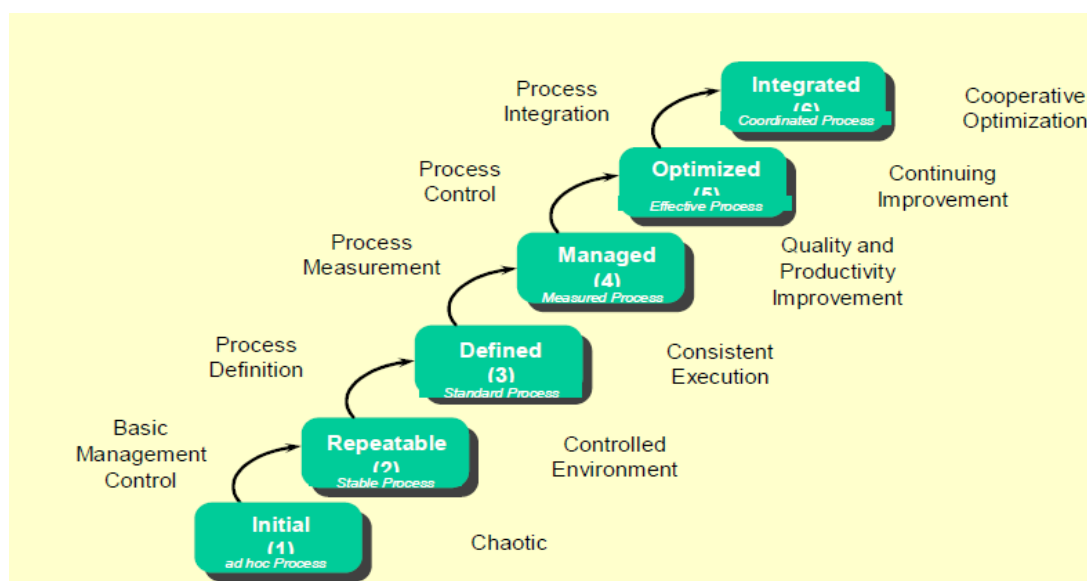 Process
Integration
Integrated
(6)
Coordinated Process
Cooperative
Optimization
Process
Control
Optimized
(5)
Effective Process
Continuing
Improvement
Process
Measurement
Managed
(4)
Measured Process
Quality and
Productivity
Improvement
Process
Definition
Defined
(3)
Standard Process
Consistent
Execution
Basic
Management
Control
Repeatable
(2)
Stable Process
Controlled
Environment
Initial
(1)
ad hoc Process
Chaotic